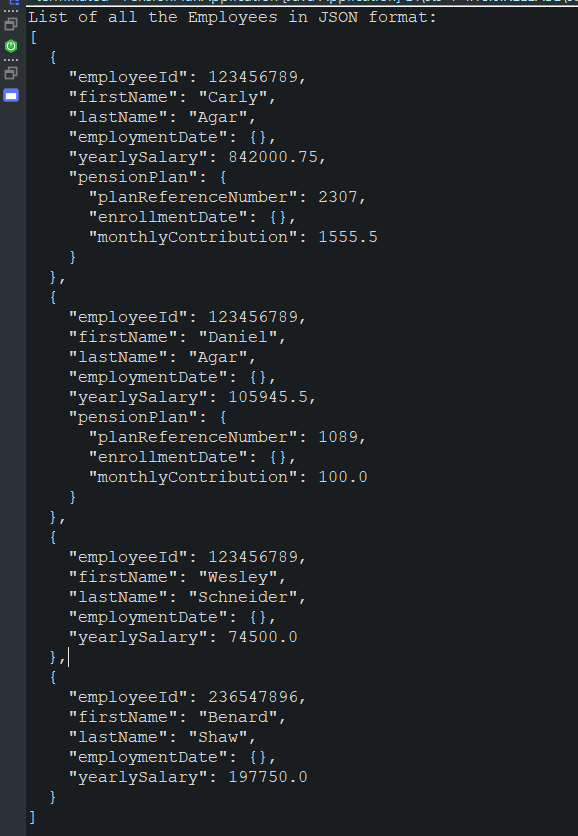 List of all the Employees in JSON format:
[
  {
    "employeeId": 123456789,
    "firstName": "Carly",
    "lastName": "Agar",
    "employmentDate": {},
    "yearlySalary": 842000.75,
    "pensionPlan": {
      "planReferenceNumber": 2307,
      "enrollmentDate": {},
      "monthlyContribution": 1555.5
    }
  },
  {
    "employeeId": 123456789,
    "firstName": "Daniel",
    "lastName": "Agar",
    "employmentDate": {},
    "yearlySalary": 105945.5,
    "pensionPlan": {
      "planReferenceNumber": 1089,
      "enrollmentDate": {},
      "monthlyContribution": 100.0
    }
  },
  {
    "employeeId": 123456789,
    "firstName": "Wesley",
    "lastName": "Schneider",
    "employmentDate": {},
    "yearlySalary": 74500.0
  },
  {
    "employeeId": 236547896,
    "firstName": "Benard",
    "lastName": "Shaw",
    "employmentDate": {},
    "yearlySalary": 197750.0
  }
]